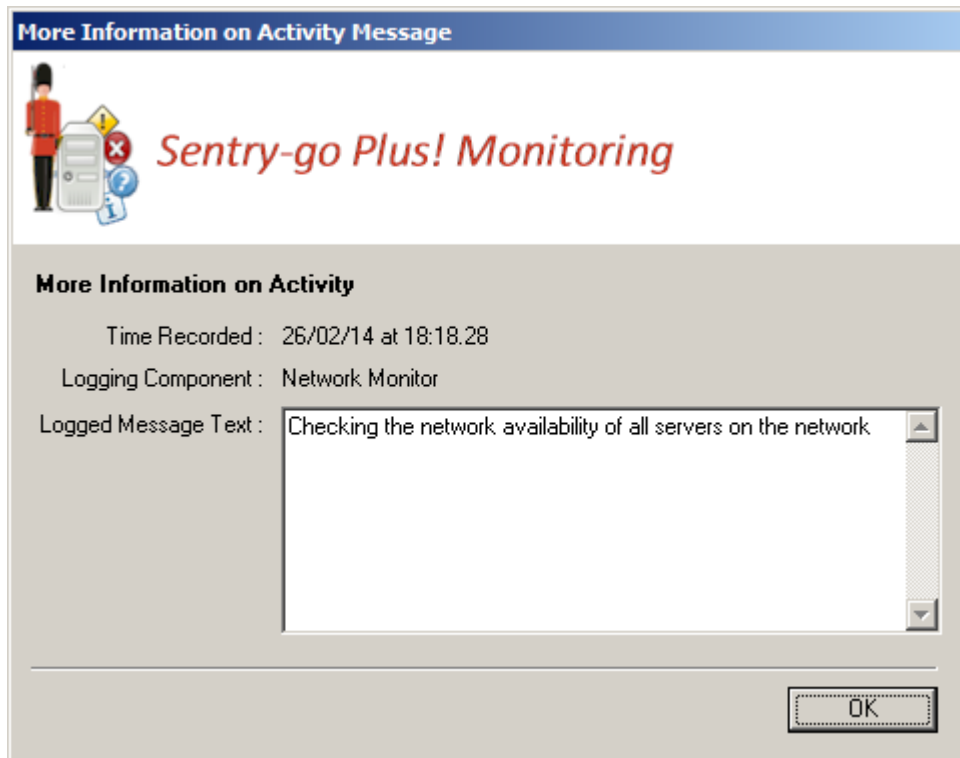 More Information on Activity Message
Sentry-go Plus! Monitoring
More Information on Activity
Time Recorded : 26/02/14 at 18:18.28
Logging Component : Network Monitor
Logged Message Text : Checking the network availability of all servers on the network
OK